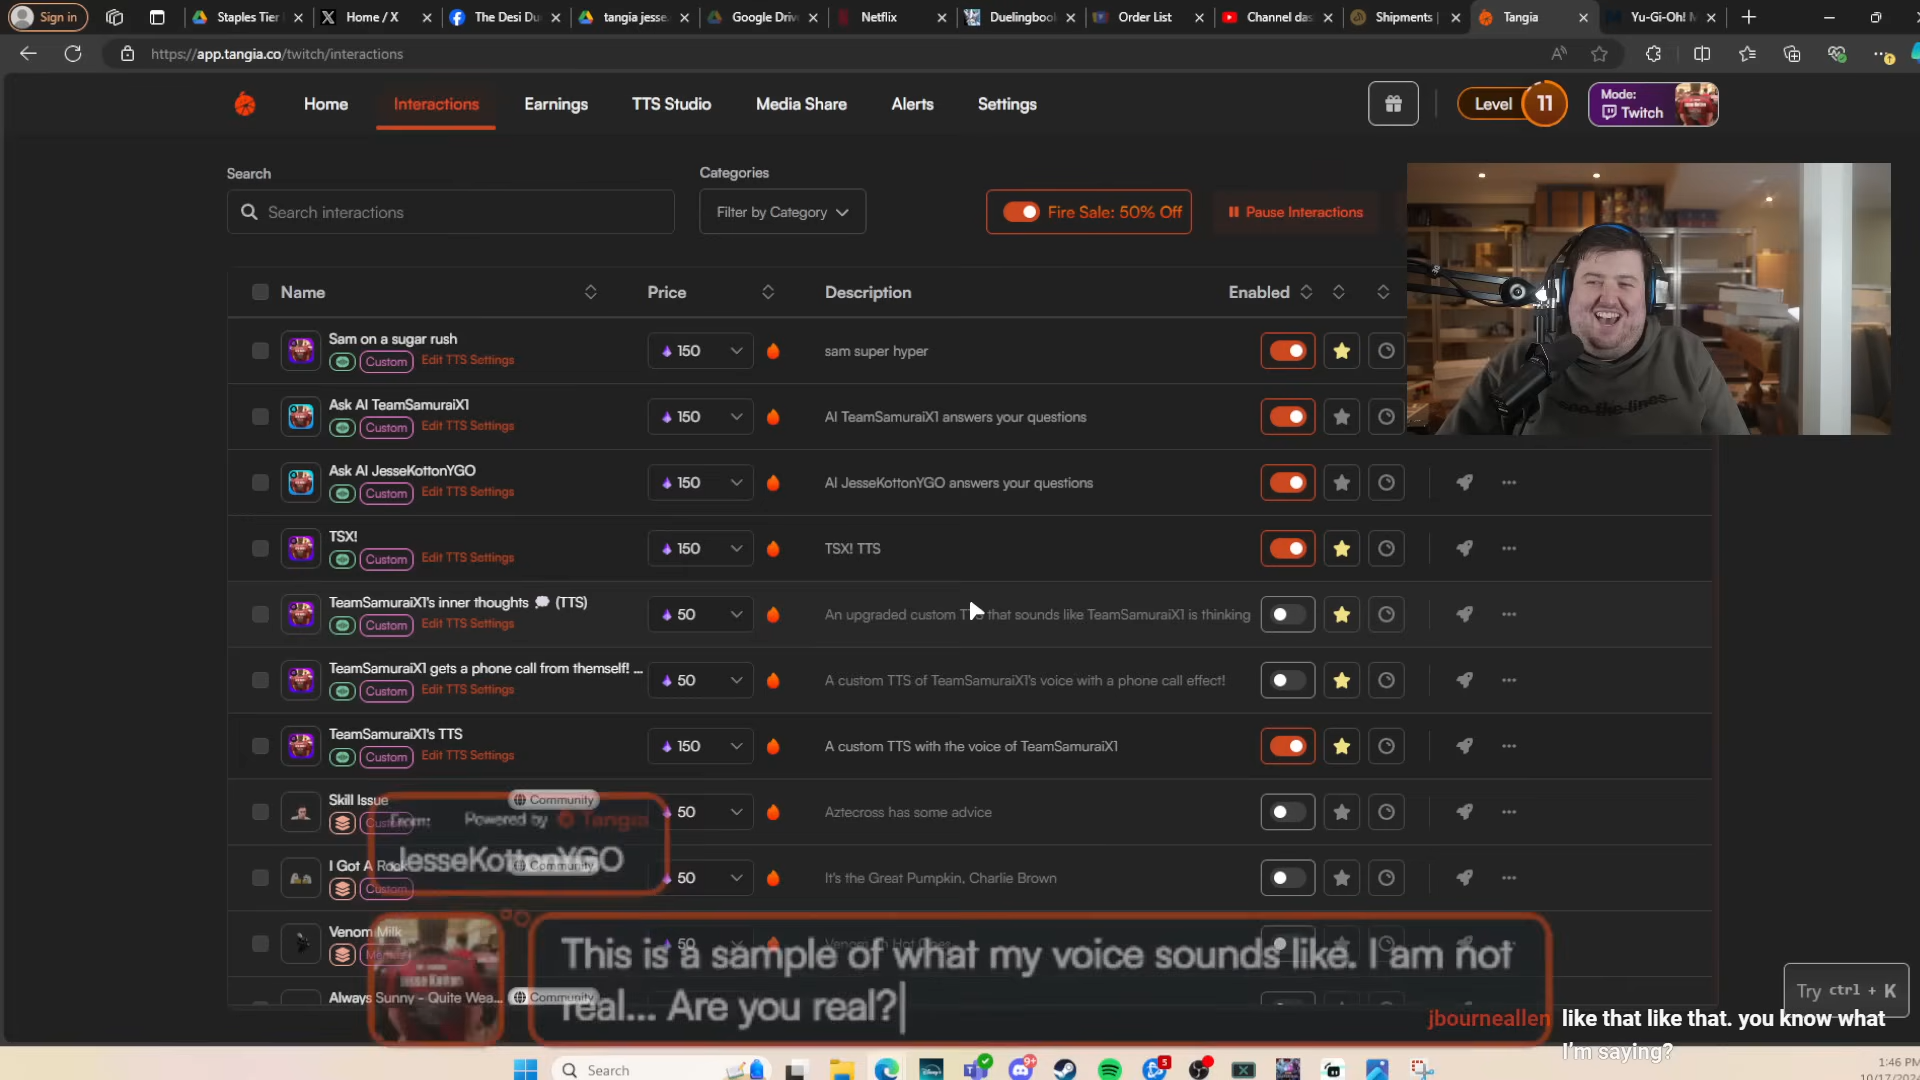 Sign in
Staples Tier
Home / X
The Desi Du
tangia jesse
Google Driv
Netflix
Duelingboo
Order List
Channel das
Shipments
Tangia
Yu-Gi-Oh!
https://app.tangia.co/twitch/interactions
Home
Interactions
Earnings
TTS Studio
Media Share
Alerts
Settings
Level 11
Mode:
Twitch
Search
Search interactions
Categories
Filter by Category
Fire Sale: 50% Off
Pause Interactions
Name
Price
Description
Enabled
Sam on a sugar rush
Custom Edit TTS Settings
150
sam super hyper
Ask AI TeamSamuraiX1
Custom Edit TTS Settings
150
AI TeamSamuraiX1 answers your questions
Ask AI JesseKottonYGO
Custom Edit TTS Settings
150
AI JesseKottonYGO answers your questions
TSX!
Custom Edit TTS Settings
150
TSX! TTS
TeamSamuraiX1's inner thoughts 💭 (TTS)
Custom Edit TTS Settings
50
An upgraded custom that sounds like TeamSamuraiX1 is thinking
TeamSamuraiX1 gets a phone call from themself! ...
Custom Edit TTS Settings
50
A custom TTS of TeamSamuraiX1's voice with a phone call effect!
TeamSamuraiX1's TTS
Custom Edit TTS Settings
150
A custom TTS with the voice of TeamSamuraiX1
Skill Issue
Community
50
Aztecross has some advice
From:
Powered by Tangia
JesseKottonYGO
I Got A Rock
Community
Custom
50
It's the Great Pumpkin, Charlie Brown
Venom Milk
50
Always Sunny - Quite Wea...
Community
This is a sample of what my voice sounds like. I am not
real... Are you real?
Try ctrl + K
jbourneallen like that like that. you know what
I'm saying?
Search
9+
5
1:46 PM